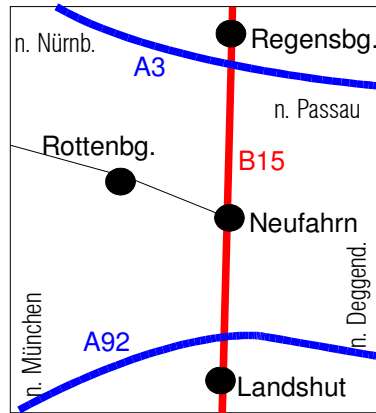 Regensbg.
n. Nürnb.
A3
n. Passau
Rottenbg.
B15
Neufahrn
n. München
n. Deggend.
A92
Landshut